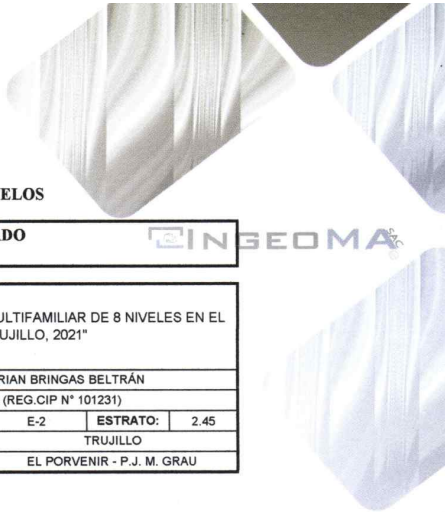 ELOS
DO
INGEOMA SAC
ULTIFAMILIAR DE 8 NIVELES EN EL
UJILLO, 2021"
RIAN BRINGAS BELTRÁN
(REG.CIP N° 101231)
E-2 ESTRATO: 2.45
TRUJILLO
EL PORVENIR - P.J. M. GRAU